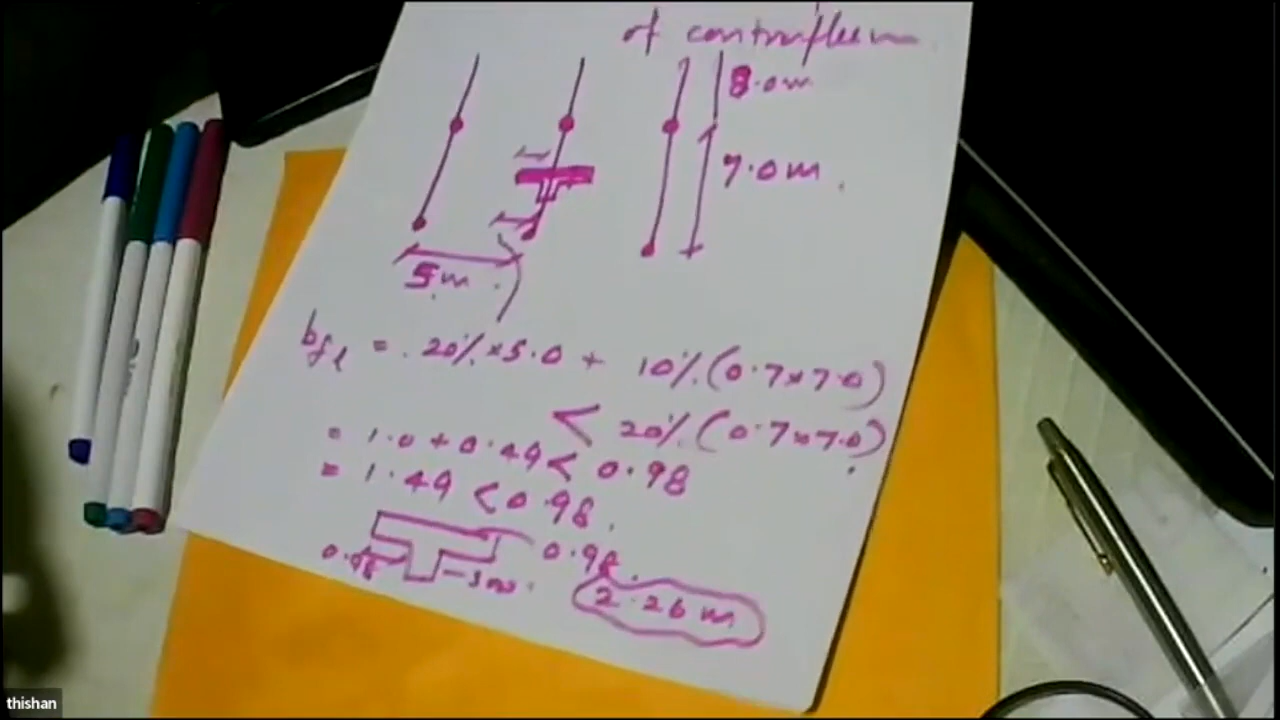 of contraflexure
8.0m
7.0m.
5m.
bf1 = 20% × 5.0 + 10% (0.7×7.0)
< 20% (0.7×7.0).
= 1.0 + 0.49 < 0.98
= 1.49 < 0.98.
0.98.
0.98
300.
2.26 m
thishan